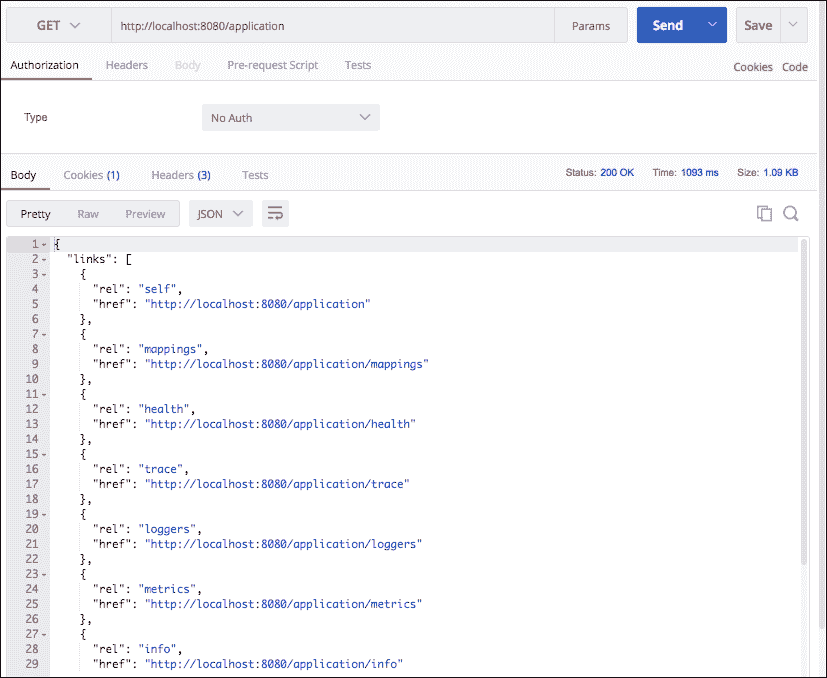 GET http://localhost:8080/application Params Send Save
Authorization Headers Body Pre-request Script Tests Cookies Code
Type No Auth
Body Cookies (1) Headers (3) Tests Status: 200 OK Time: 1093 ms Size: 1.09 KB
Pretty Raw Preview JSON
1 {
2 "links": [
3 {
4 "rel": "self",
5 "href": "http://localhost:8080/application"
6 },
7 {
8 "rel": "mappings",
9 "href": "http://localhost:8080/application/mappings"
10 },
11 {
12 "rel": "health",
13 "href": "http://localhost:8080/application/health"
14 },
15 {
16 "rel": "trace",
17 "href": "http://localhost:8080/application/trace"
18 },
19 {
20 "rel": "loggers",
21 "href": "http://localhost:8080/application/loggers"
22 },
23 {
24 "rel": "metrics",
25 "href": "http://localhost:8080/application/metrics"
26 },
27 {
28 "rel": "info",
29 "href": "http://localhost:8080/application/info"